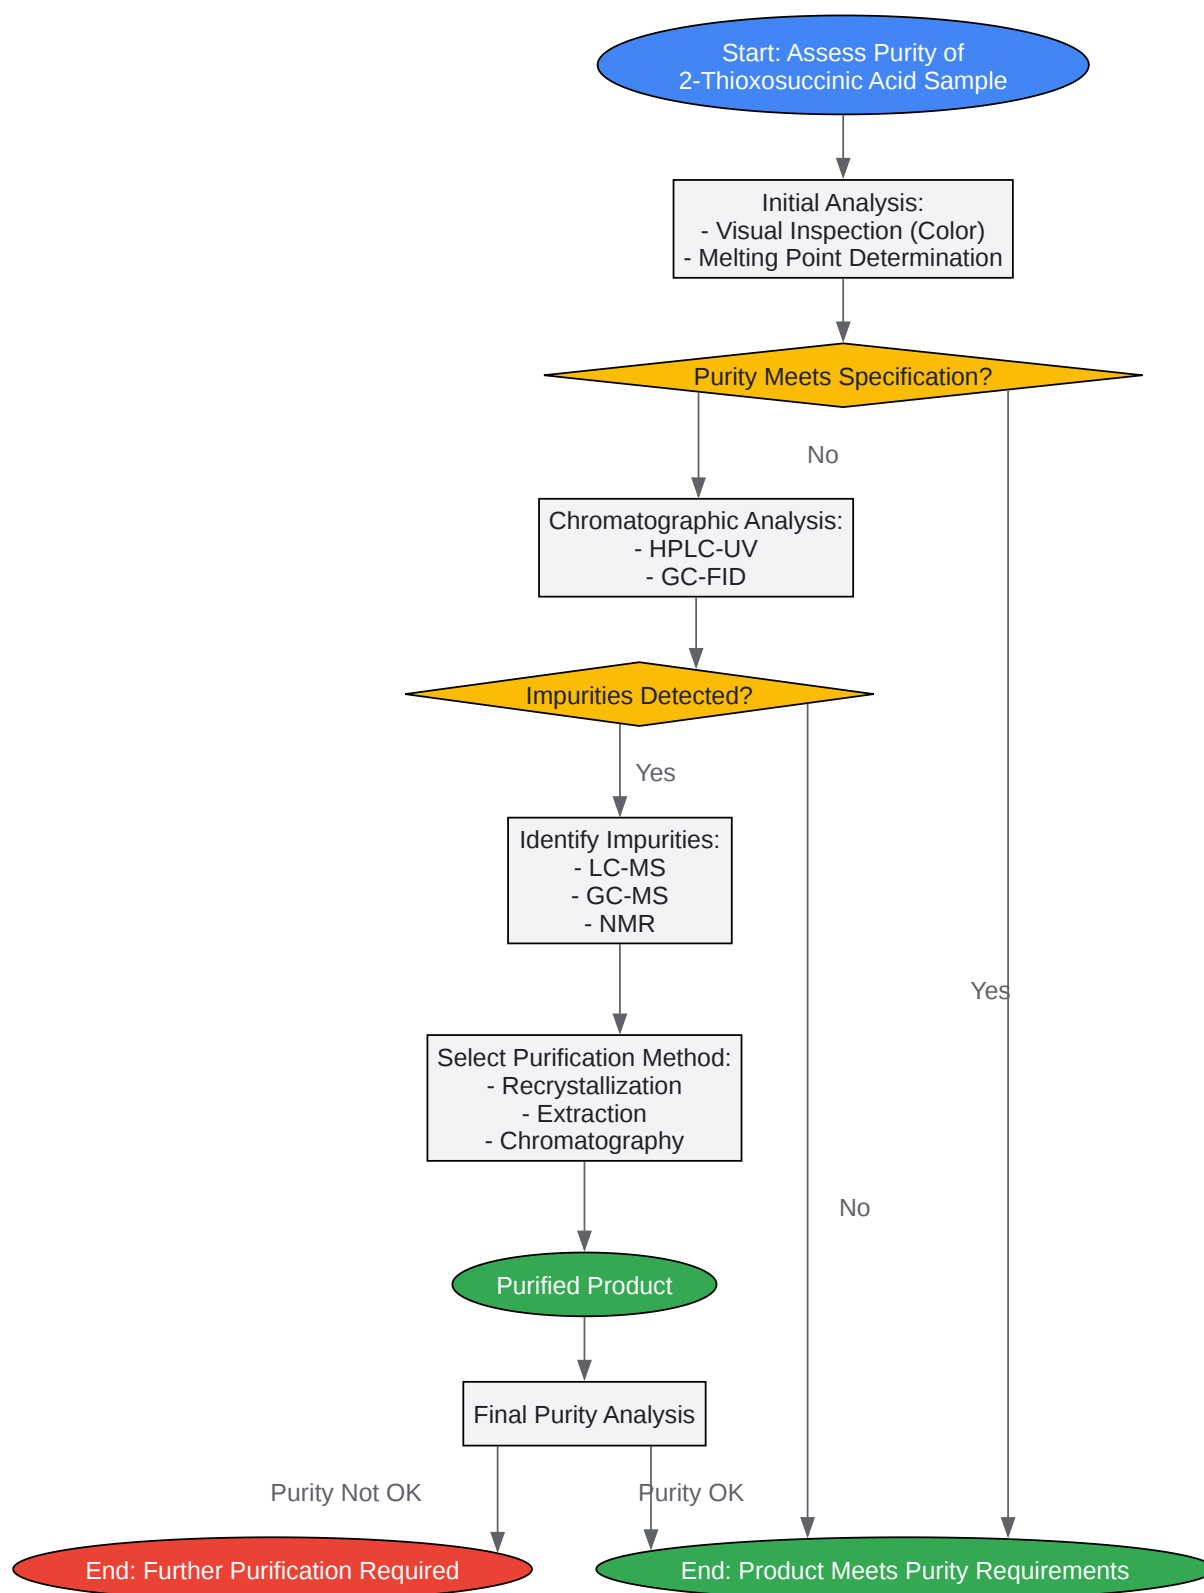 Start: Assess Purity of
2-Thioxosuccinic Acid Sample
Initial Analysis:
- Visual Inspection (Color)
- Melting Point Determination
Purity Meets Specification?
No
Chromatographic Analysis:
- HPLC-UV
- GC-FID
Impurities Detected?
Yes
Identify Impurities:
- LC-MS
- GC-MS
- NMR
Yes
Select Purification Method:
- Recrystallization
- Extraction
- Chromatography
No
Purified Product
Final Purity Analysis
Purity Not OK
Purity OK
End: Further Purification Required
End: Product Meets Purity Requirements